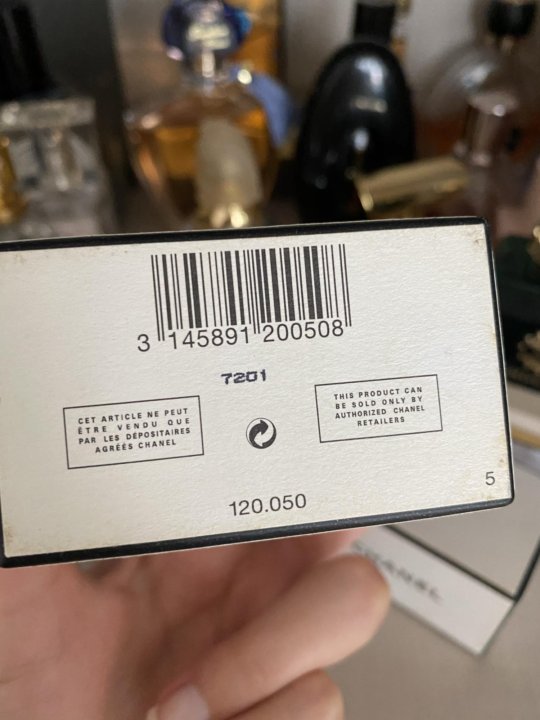 3 145891 200508
7201
CET ARTICLE NE PEUT
ÊTRE VENDU QUE
PAR LES DÉPOSITAIRES
AGRÉÉS CHANEL
THIS PRODUCT CAN
BE SOLD ONLY BY
AUTHORIZED CHANEL
RETAILERS
5
120.050
CHANEL